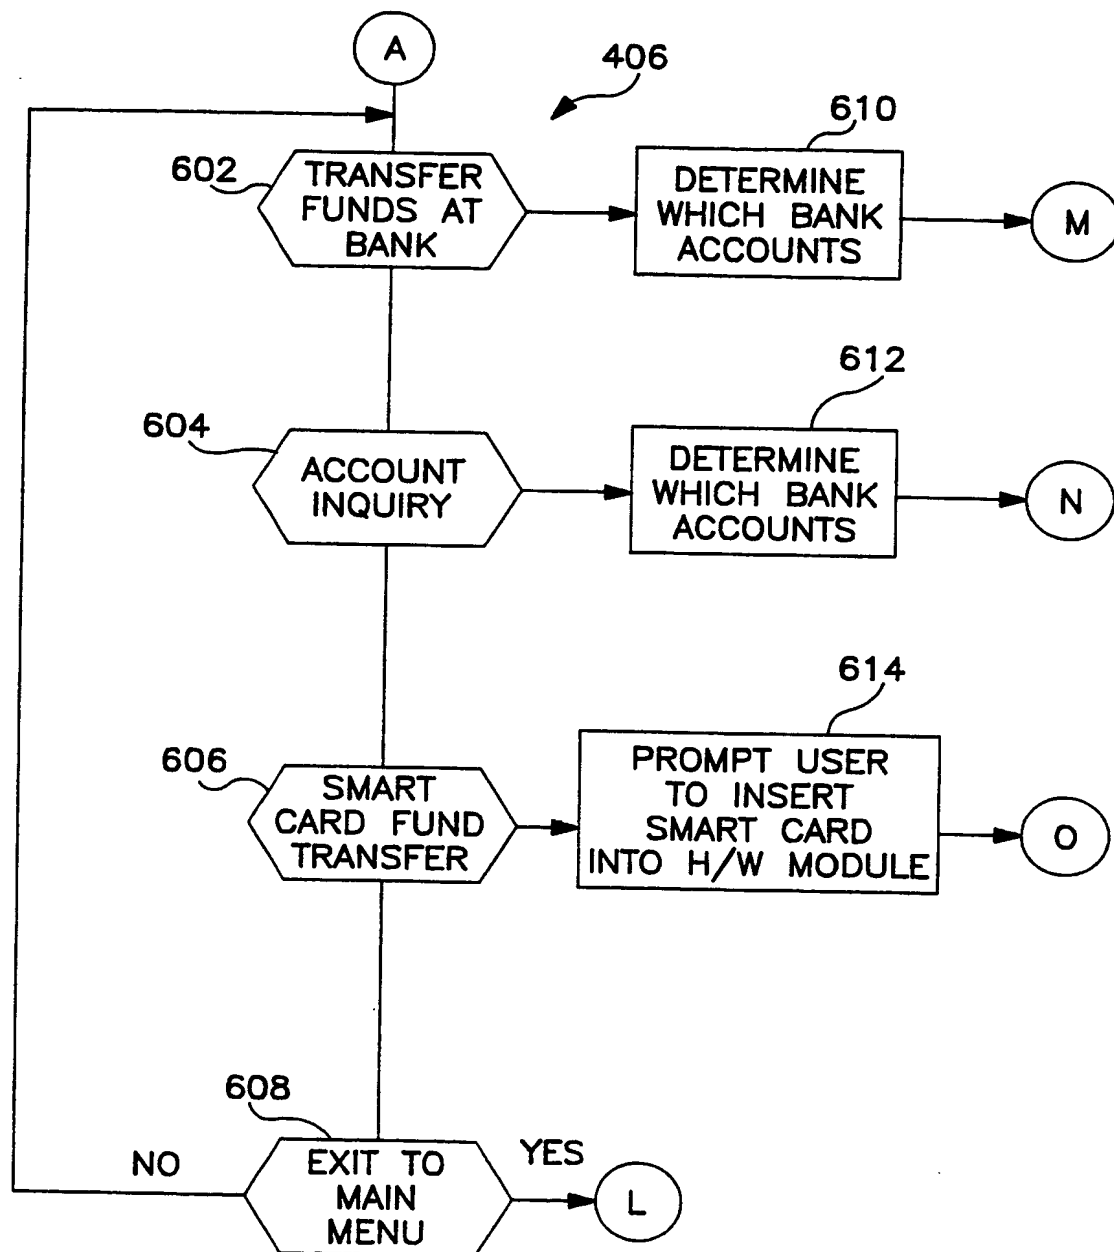 A
406
602
TRANSFER
FUNDS AT
BANK
610
DETERMINE
WHICH BANK
ACCOUNTS
M
604
ACCOUNT
INQUIRY
612
DETERMINE
WHICH BANK
ACCOUNTS
N
606
SMART
CARD FUND
TRANSFER
614
PROMPT USER
TO INSERT
SMART CARD
INTO H/W MODULE
O
608
NO
EXIT TO
MAIN
MENU
YES
L